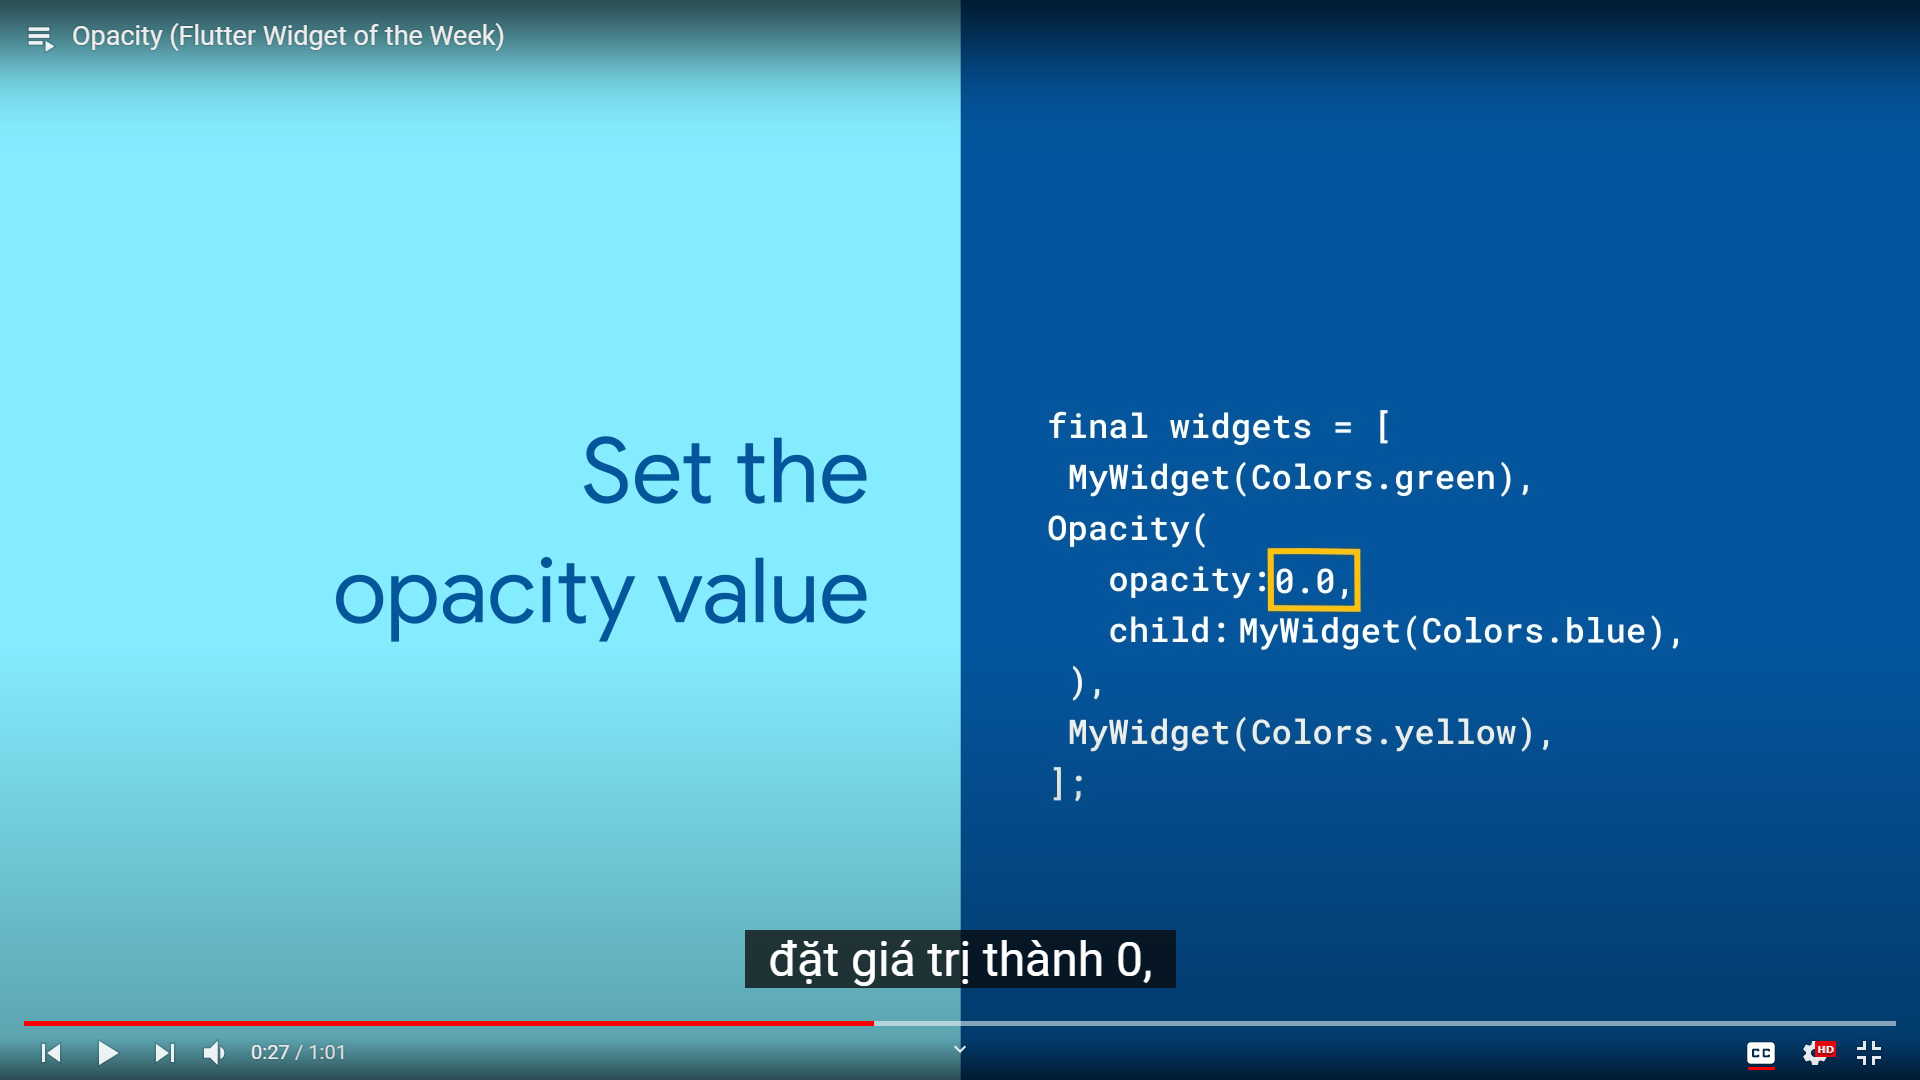 Opacity (Flutter Widget of the Week)
Set the
opacity value
final widgets = [
MyWidget(Colors.green),
Opacity(
opacity:0.0,
child: MyWidget(Colors.blue),
),
MyWidget(Colors.yellow),
];
đặt giá trị thành 0,
0:27 / 1:01
CC
HD